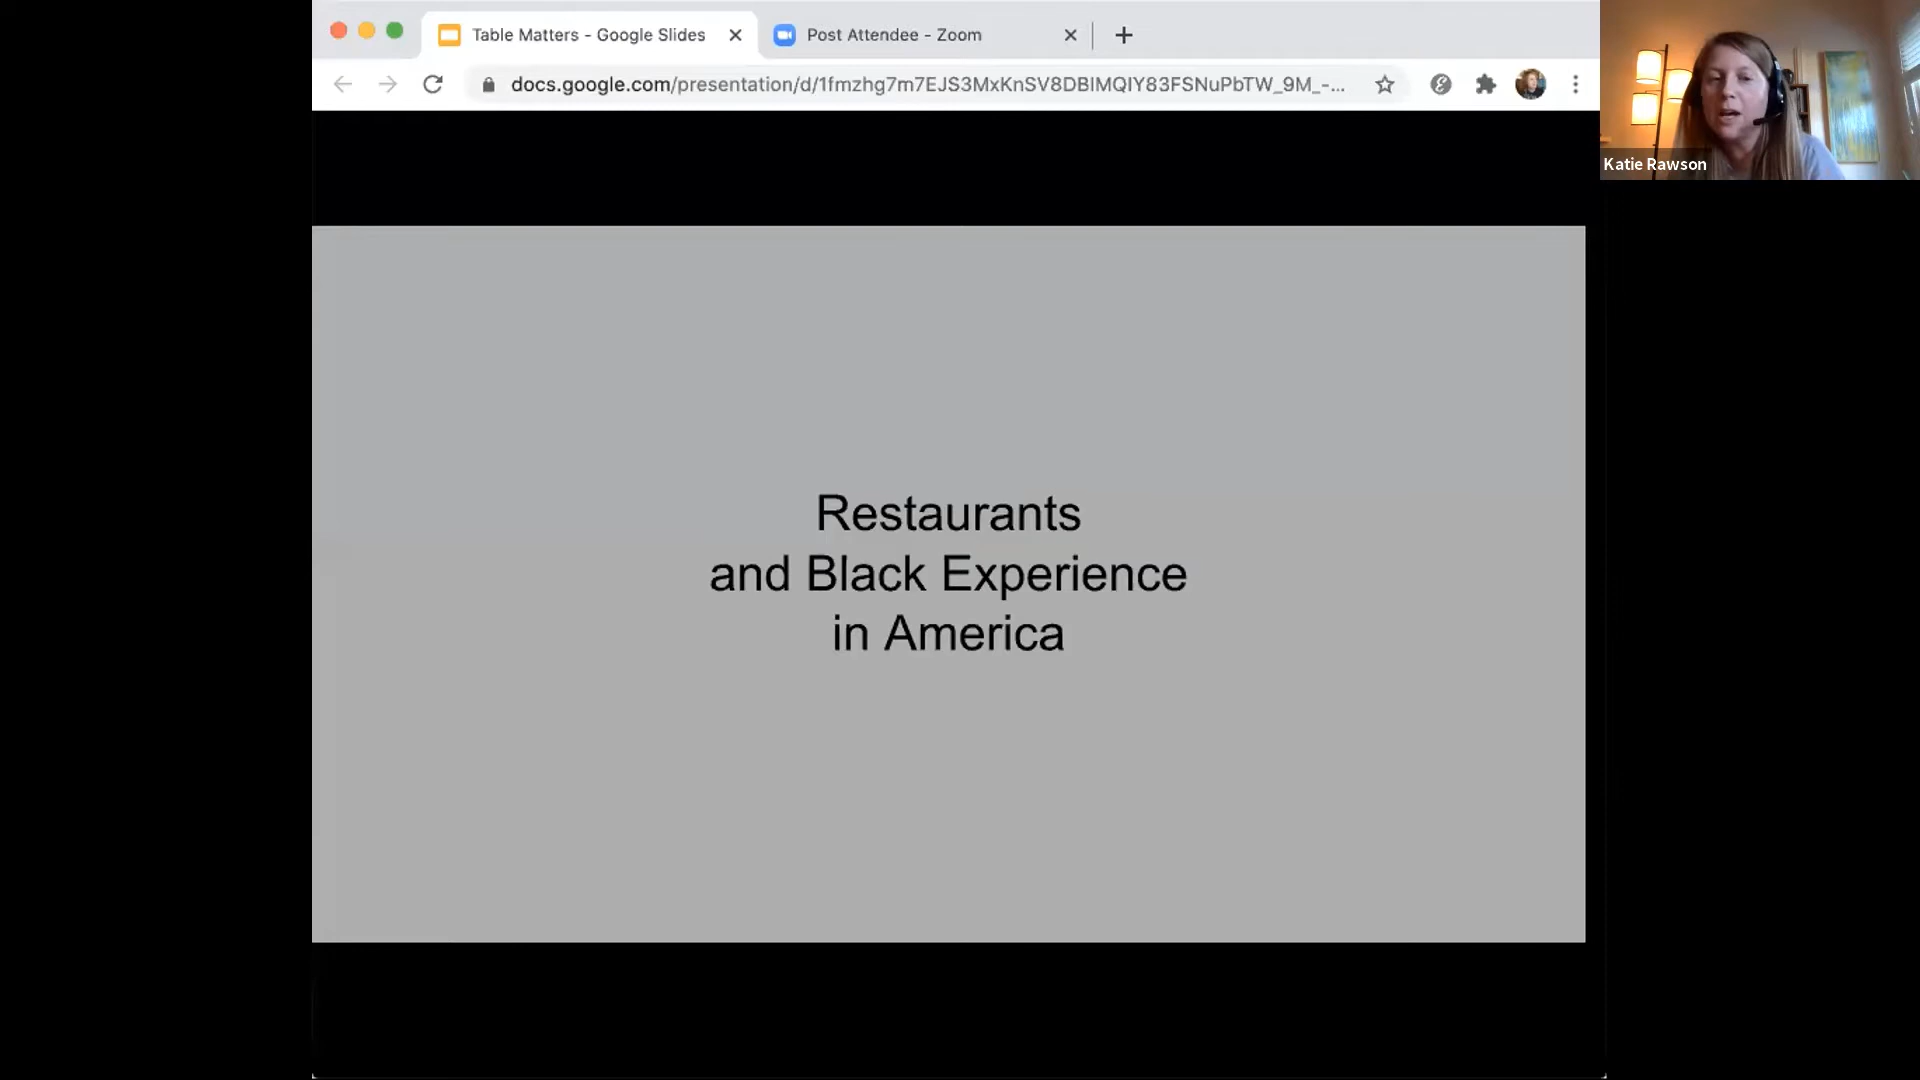 Table Matters - Google Slides
Post Attendee - Zoom
docs.google.com/presentation/d/1fmzhg7m7EJS3MxKnSV8DBIMQIY83FSNuPbTW_9M_-...
Katie Rawson
Restaurants
and Black Experience
in America